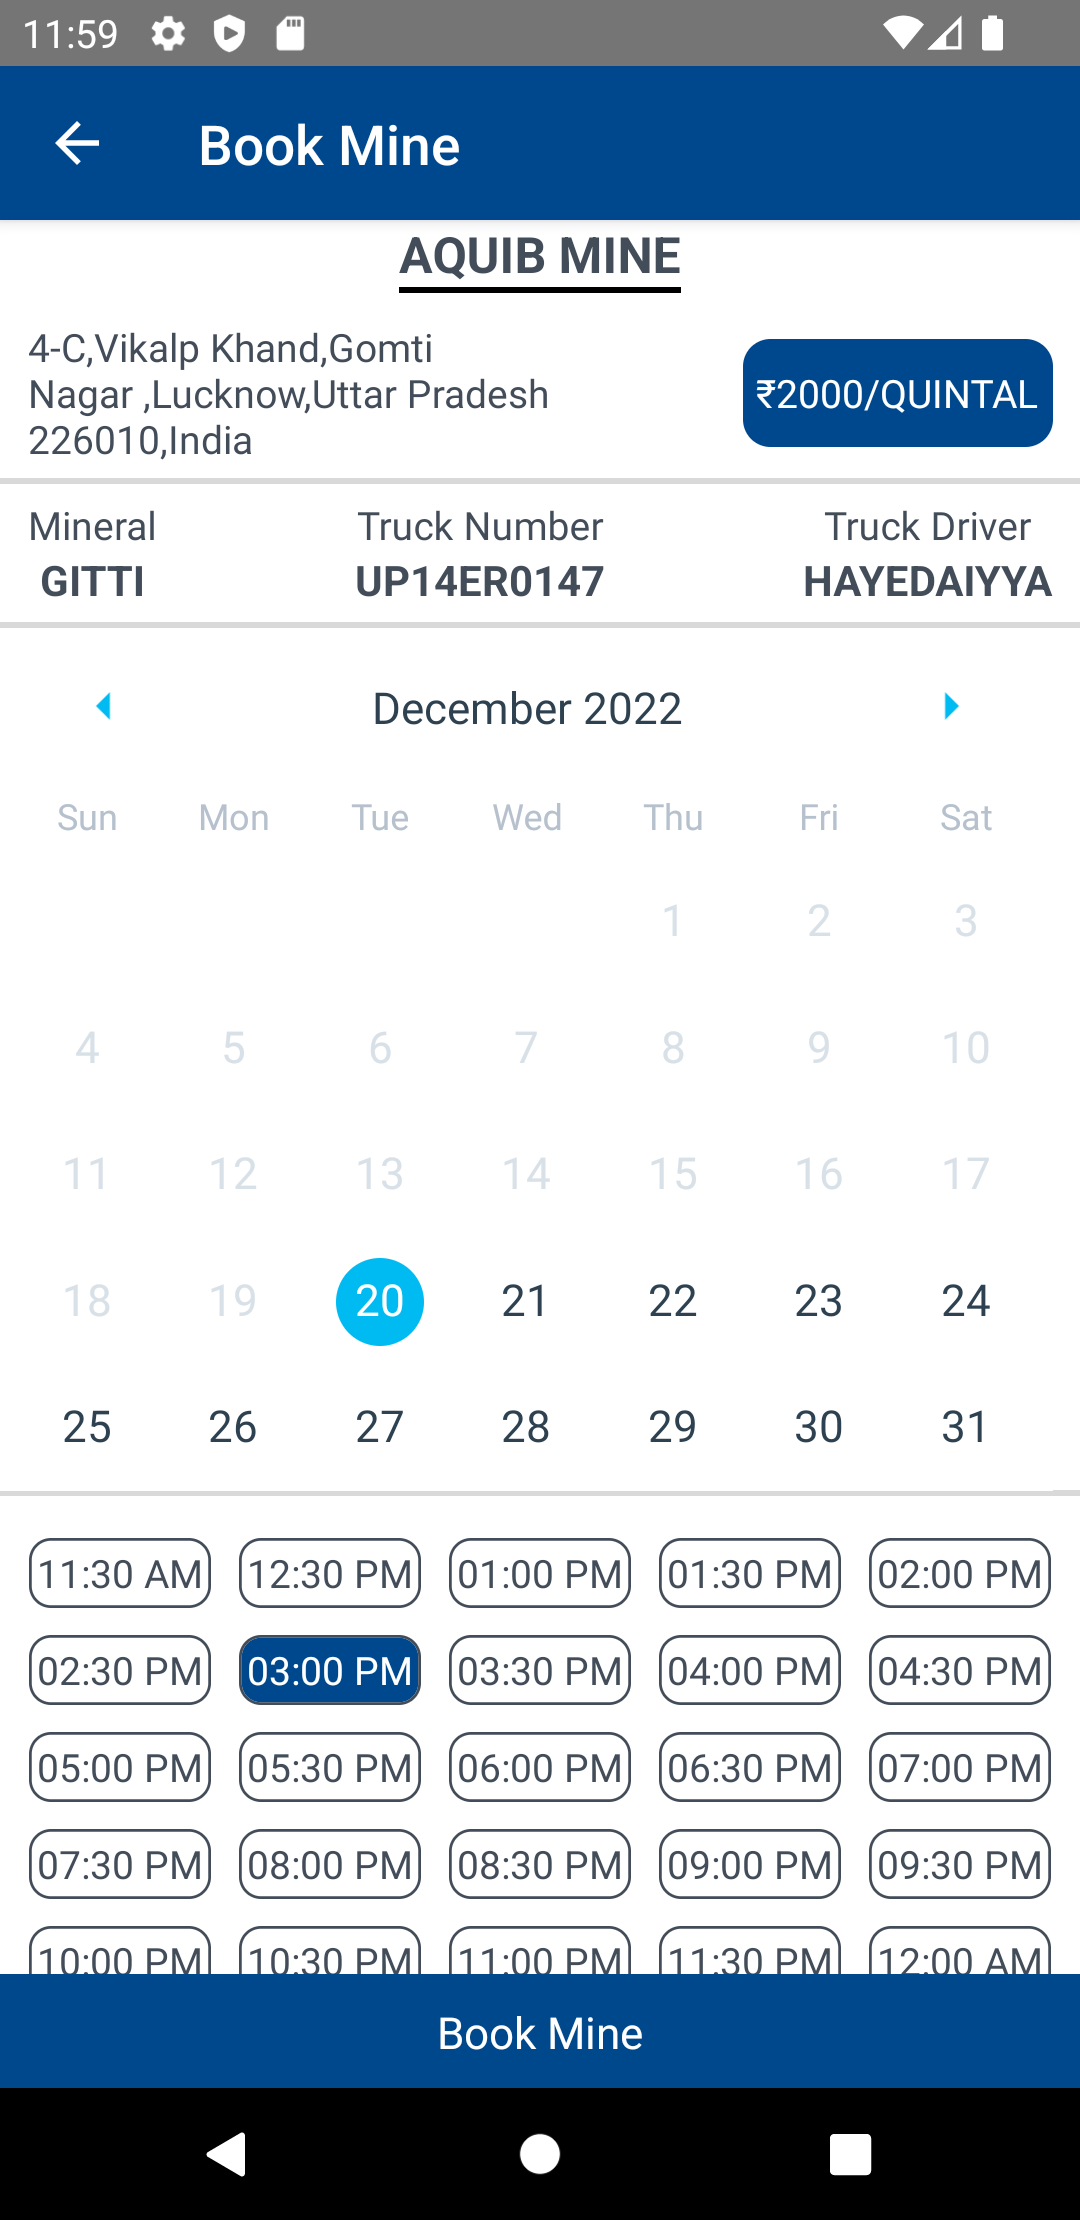 11:59
Book Mine
AQUIB MINE
4-C,Vikalp Khand,Gomti
Nagar ,Lucknow,Uttar Pradesh
226010,India
₹2000/QUINTAL
Mineral Truck Number Truck Driver
GITTI UP14ER0147 HAYEDAIYYA
December 2022
Sun Mon Tue Wed Thu Fri Sat
1 2 3
4 5 6 7 8 9 10
11 12 13 14 15 16 17
18 19 20 21 22 23 24
25 26 27 28 29 30 31
11:30 AM 12:30 PM 01:00 PM 01:30 PM 02:00 PM
02:30 PM 03:00 PM 03:30 PM 04:00 PM 04:30 PM
05:00 PM 05:30 PM 06:00 PM 06:30 PM 07:00 PM
07:30 PM 08:00 PM 08:30 PM 09:00 PM 09:30 PM
10:00 PM 10:30 PM 11:00 PM 11:30 PM 12:00 AM
Book Mine